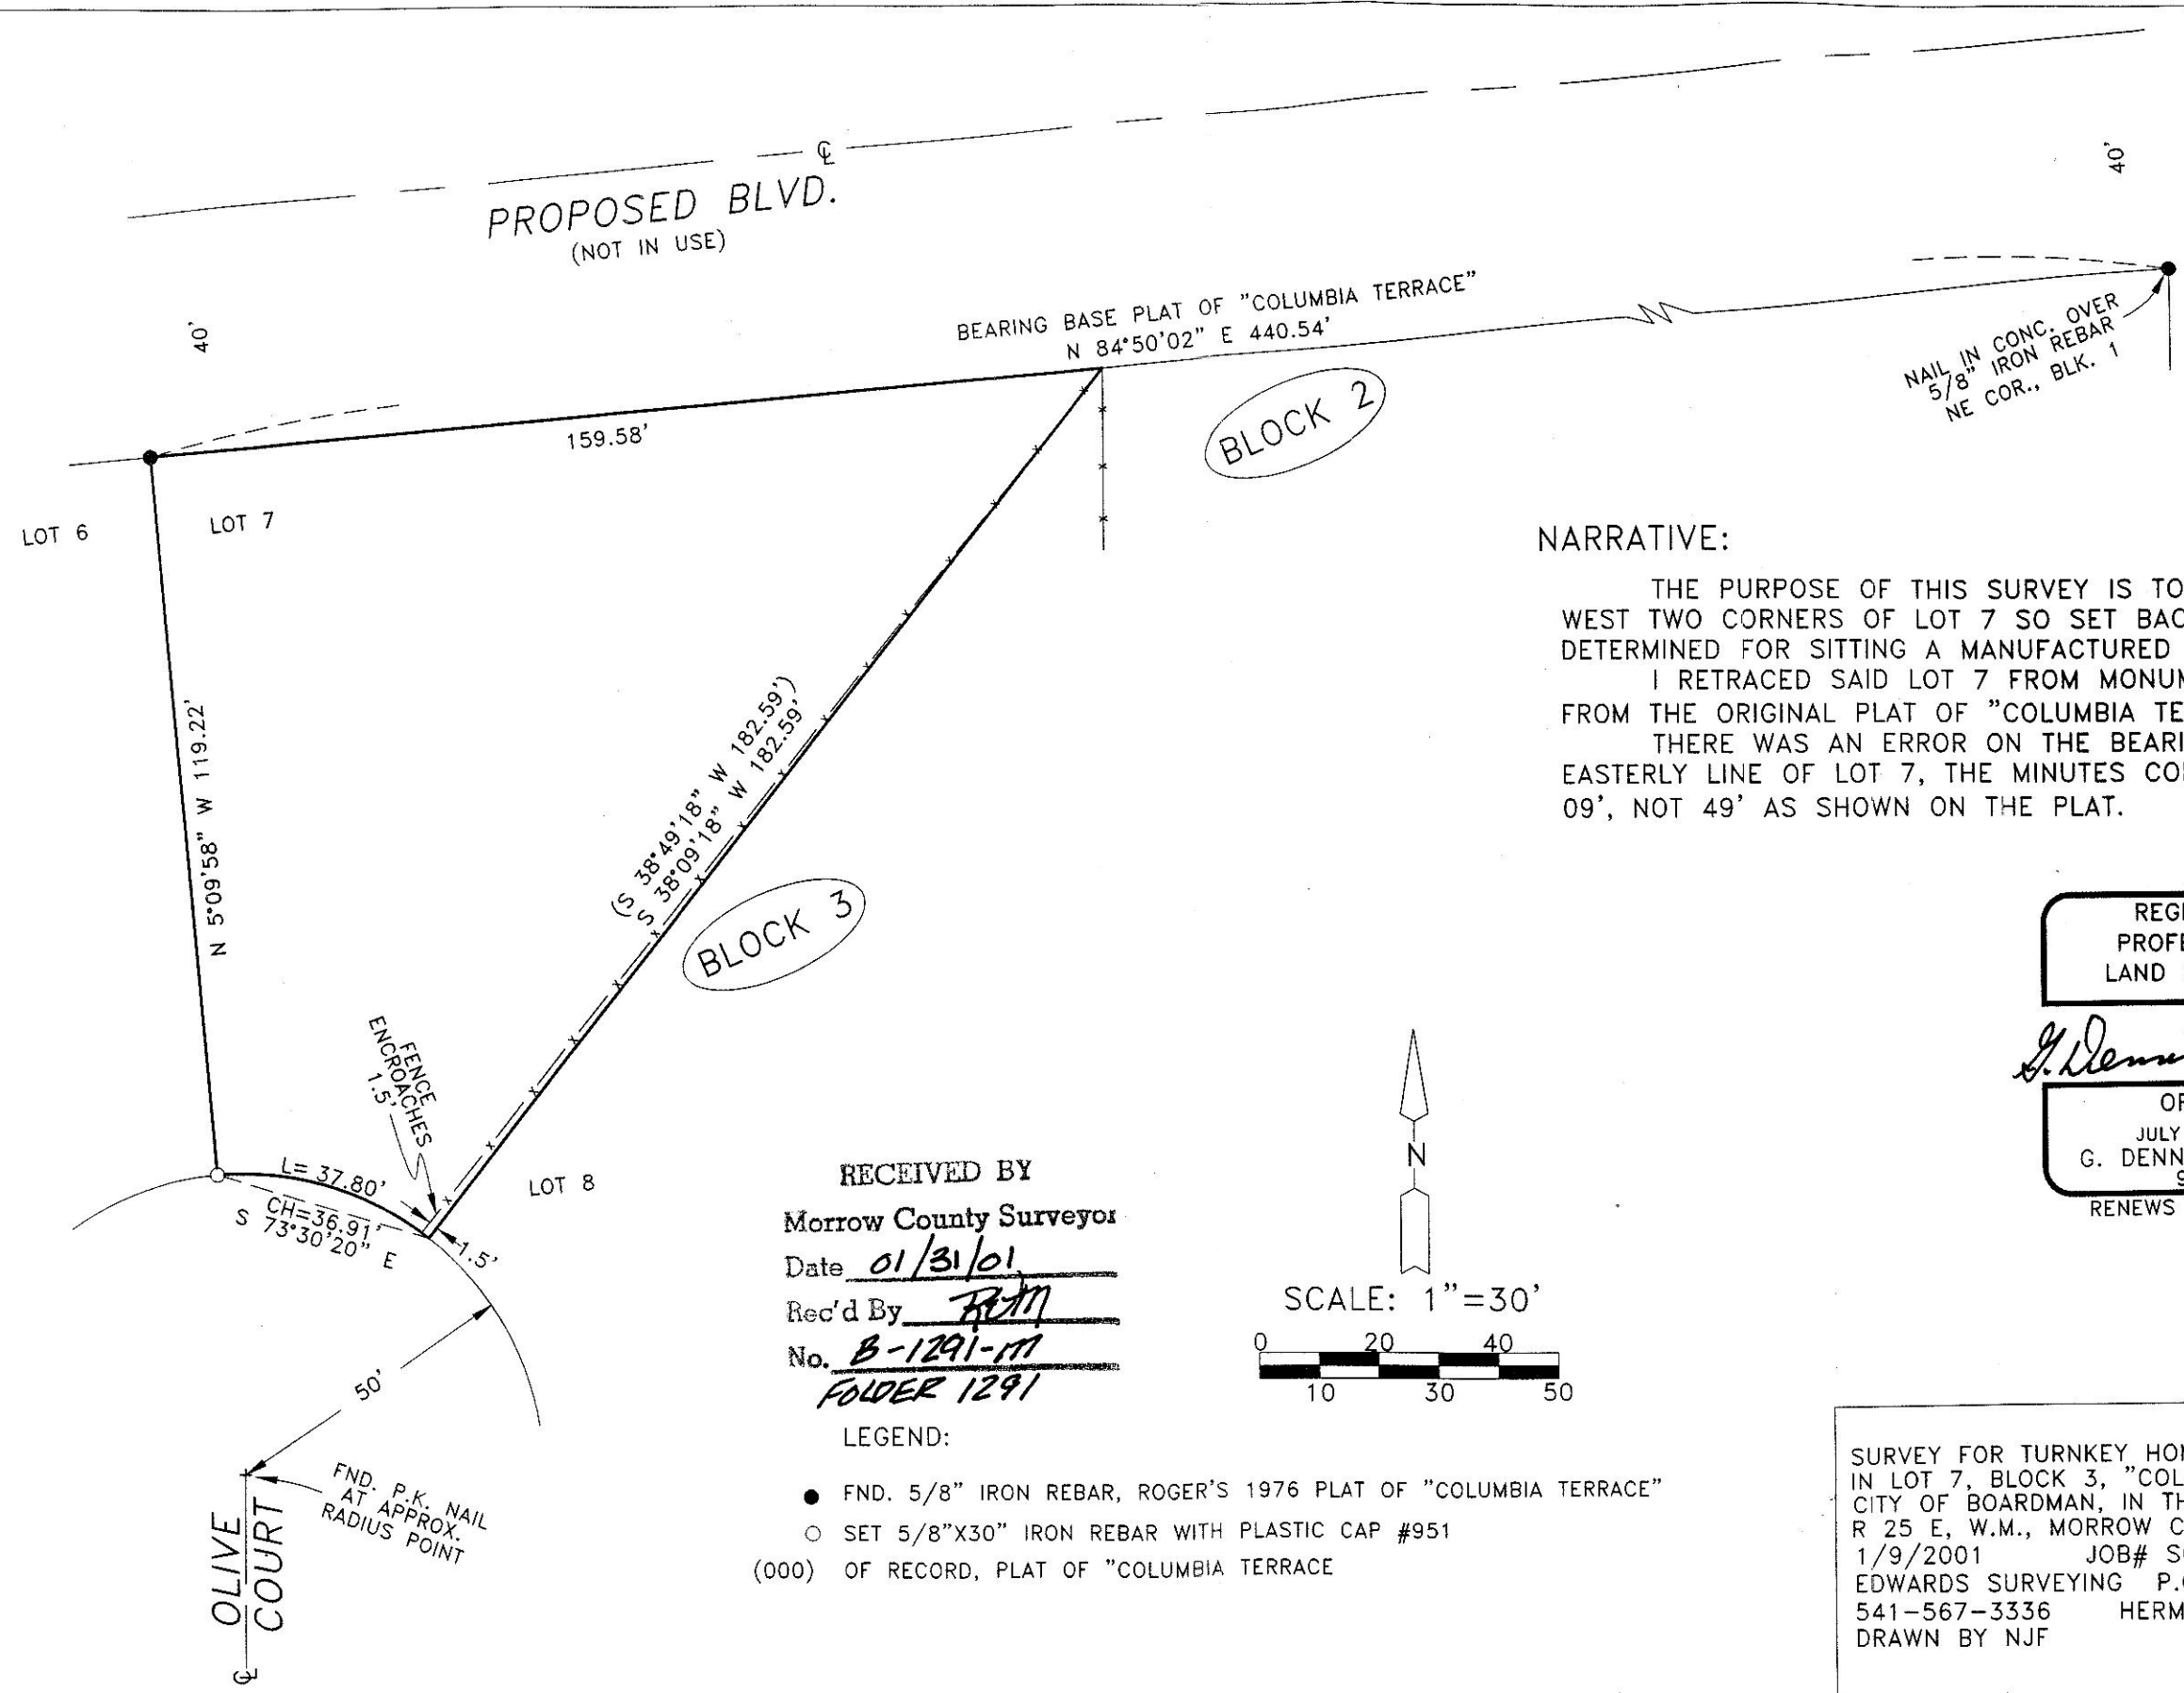 ℄
PROPOSED BLVD.
(NOT IN USE)
40'
40'
BEARING BASE PLAT OF "COLUMBIA TERRACE"
N 84°50'02" E 440.54'
159.58'
BLOCK 2
NAIL IN CONC. OVER
5/8" IRON REBAR
NE COR., BLK. 1
LOT 6
LOT 7
N 5°09'58" W 119.22'
(S 38°49'18" W 182.59')
S 38°09'18" W 182.59'
BLOCK 3
NARRATIVE:
THE PURPOSE OF THIS SURVEY IS TO
WEST TWO CORNERS OF LOT 7 SO SET BAC
DETERMINED FOR SITTING A MANUFACTURED
I RETRACED SAID LOT 7 FROM MONUM
FROM THE ORIGINAL PLAT OF "COLUMBIA TE
THERE WAS AN ERROR ON THE BEARI
EASTERLY LINE OF LOT 7, THE MINUTES CO
09', NOT 49' AS SHOWN ON THE PLAT.
REGI
PROFE
LAND
G. Denn
OR
JULY
G. DENN
9
RENEWS
FENCE
ENCROACHES
1.5'
L= 37.80'
CH=36.91'
S 73°30'20" E
1.5'
LOT 8
50'
FND. P.K. NAIL
AT APPROX.
RADIUS POINT
OLIVE
COURT
℄
RECEIVED BY
Morrow County Surveyor
Date 01/31/01
Rec'd By
No. B-1291-M
FOLDER 1291
N
SCALE: 1"=30'
0 20 40
10 30 50
LEGEND:
● FND. 5/8" IRON REBAR, ROGER'S 1976 PLAT OF "COLUMBIA TERRACE"
○ SET 5/8"X30" IRON REBAR WITH PLASTIC CAP #951
(000) OF RECORD, PLAT OF "COLUMBIA TERRACE
SURVEY FOR TURNKEY HO
IN LOT 7, BLOCK 3, "COL
CITY OF BOARDMAN, IN TH
R 25 E, W.M., MORROW C
1/9/2001 JOB# S
EDWARDS SURVEYING P.O
541-567-3336 HERM
DRAWN BY NJF